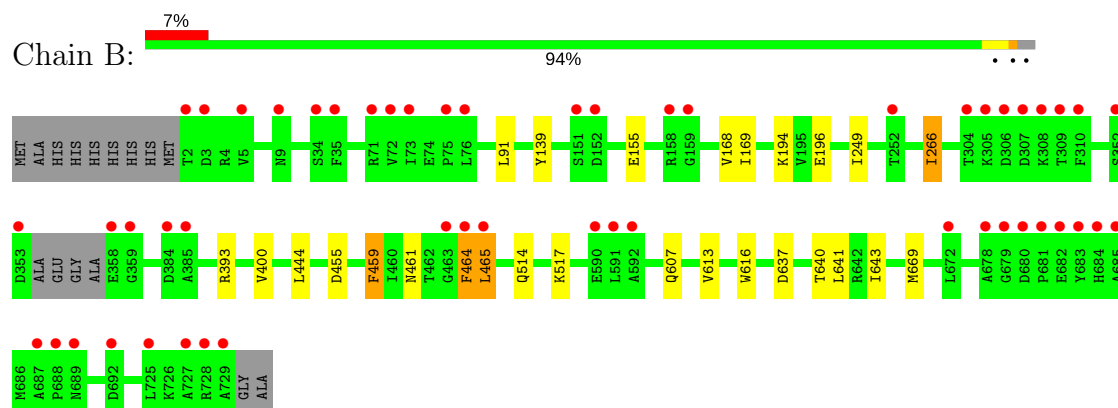 7%
Chain B:
94%
MET ALA HIS HIS HIS HIS HIS HIS MET T2 D3 R4 V5 N9 S34 F35 R71 V72 I73 E74 P75 L76 L91 Y139 S151 D152 E155 R158 G159 V168 I169 K194 V195 E196 I249 T252 I266 T304 K305 D306 D307 K308 T309 F310 S352
D353 ALA GLU GLY ALA E358 G359 D384 A385 R393 V400 L444 D455 F459 I460 N461 T462 G463 F464 L465 Q514 K517 E590 L591 A592 Q607 V613 W616 D637 T640 L641 R642 I643 M669 L672 A678 G679 D680 P681 E682 Y683 H684 A685
M686 A687 P688 N689 D692 L725 K726 A727 R728 A729 GLY ALA